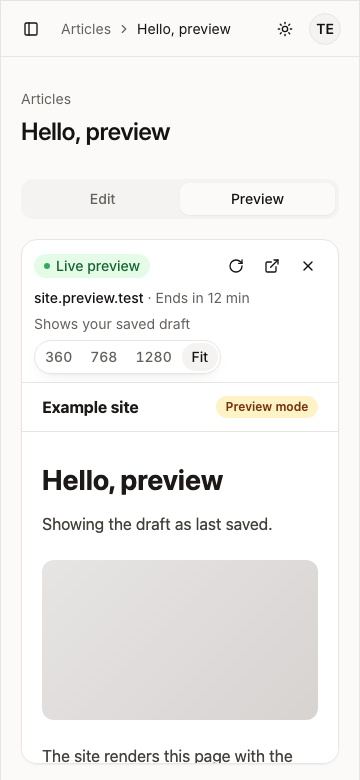 Articles > Hello, preview TE
Articles
Hello, preview
Edit Preview
Live preview
site.preview.test · Ends in 12 min
Shows your saved draft
360 768 1280 Fit
Example site Preview mode
Hello, preview
Showing the draft as last saved.
The site renders this page with the